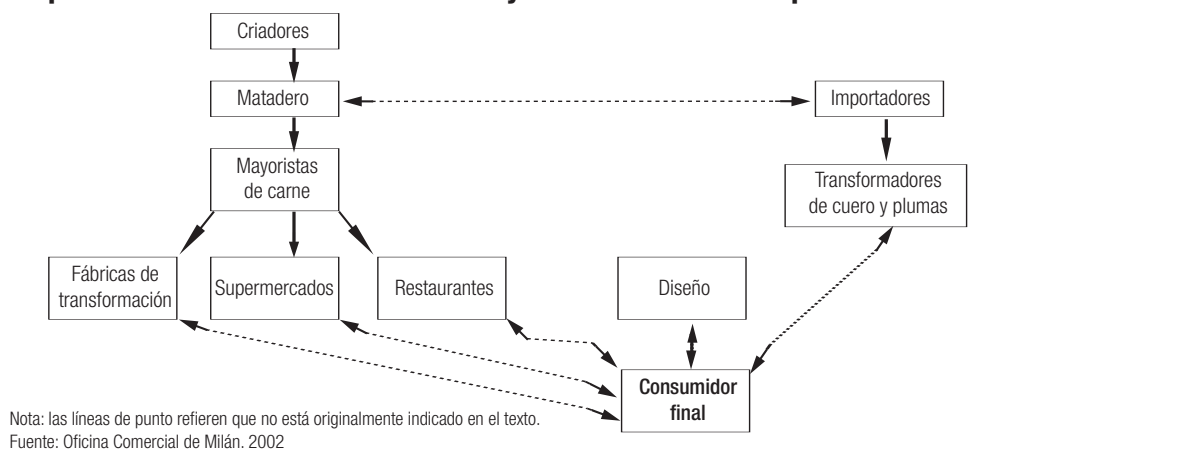 Criadores
Matadero
Importadores
Mayoristas
de carne
Transformadores
de cuero y plumas
Fábricas de
transformación
Supermercados
Restaurantes
Diseño
Consumidor
final
Nota: las líneas de punto refieren que no está originalmente indicado en el texto.
Fuente: Oficina Comercial de Milán. 2002